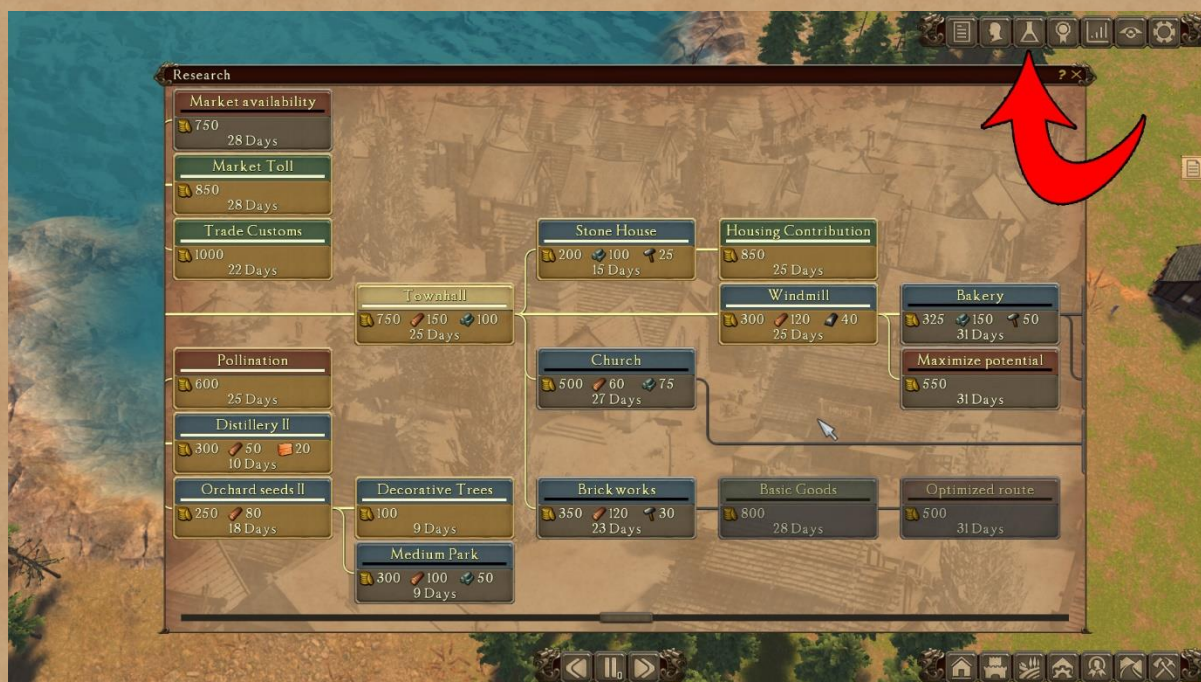 Research
?
Market availability
750
28 Days
Market Toll
850
28 Days
Trade Customs
1000
22 Days
Stone House
200 100 25
15 Days
Housing Contribution
850
25 Days
Townhall
750 150 100
25 Days
Windmill
300 120 40
25 Days
Bakery
325 150 50
31 Days
Pollination
600
25 Days
Church
500 60 75
27 Days
Maximize potential
550
31 Days
Distillery II
300 50 20
10 Days
Orchard seeds II
250 80
18 Days
Decorative Trees
100
9 Days
Brickworks
350 120 30
23 Days
Basic Goods
800
28 Days
Optimized route
500
31 Days
Medium Park
300 100 50
9 Days
0